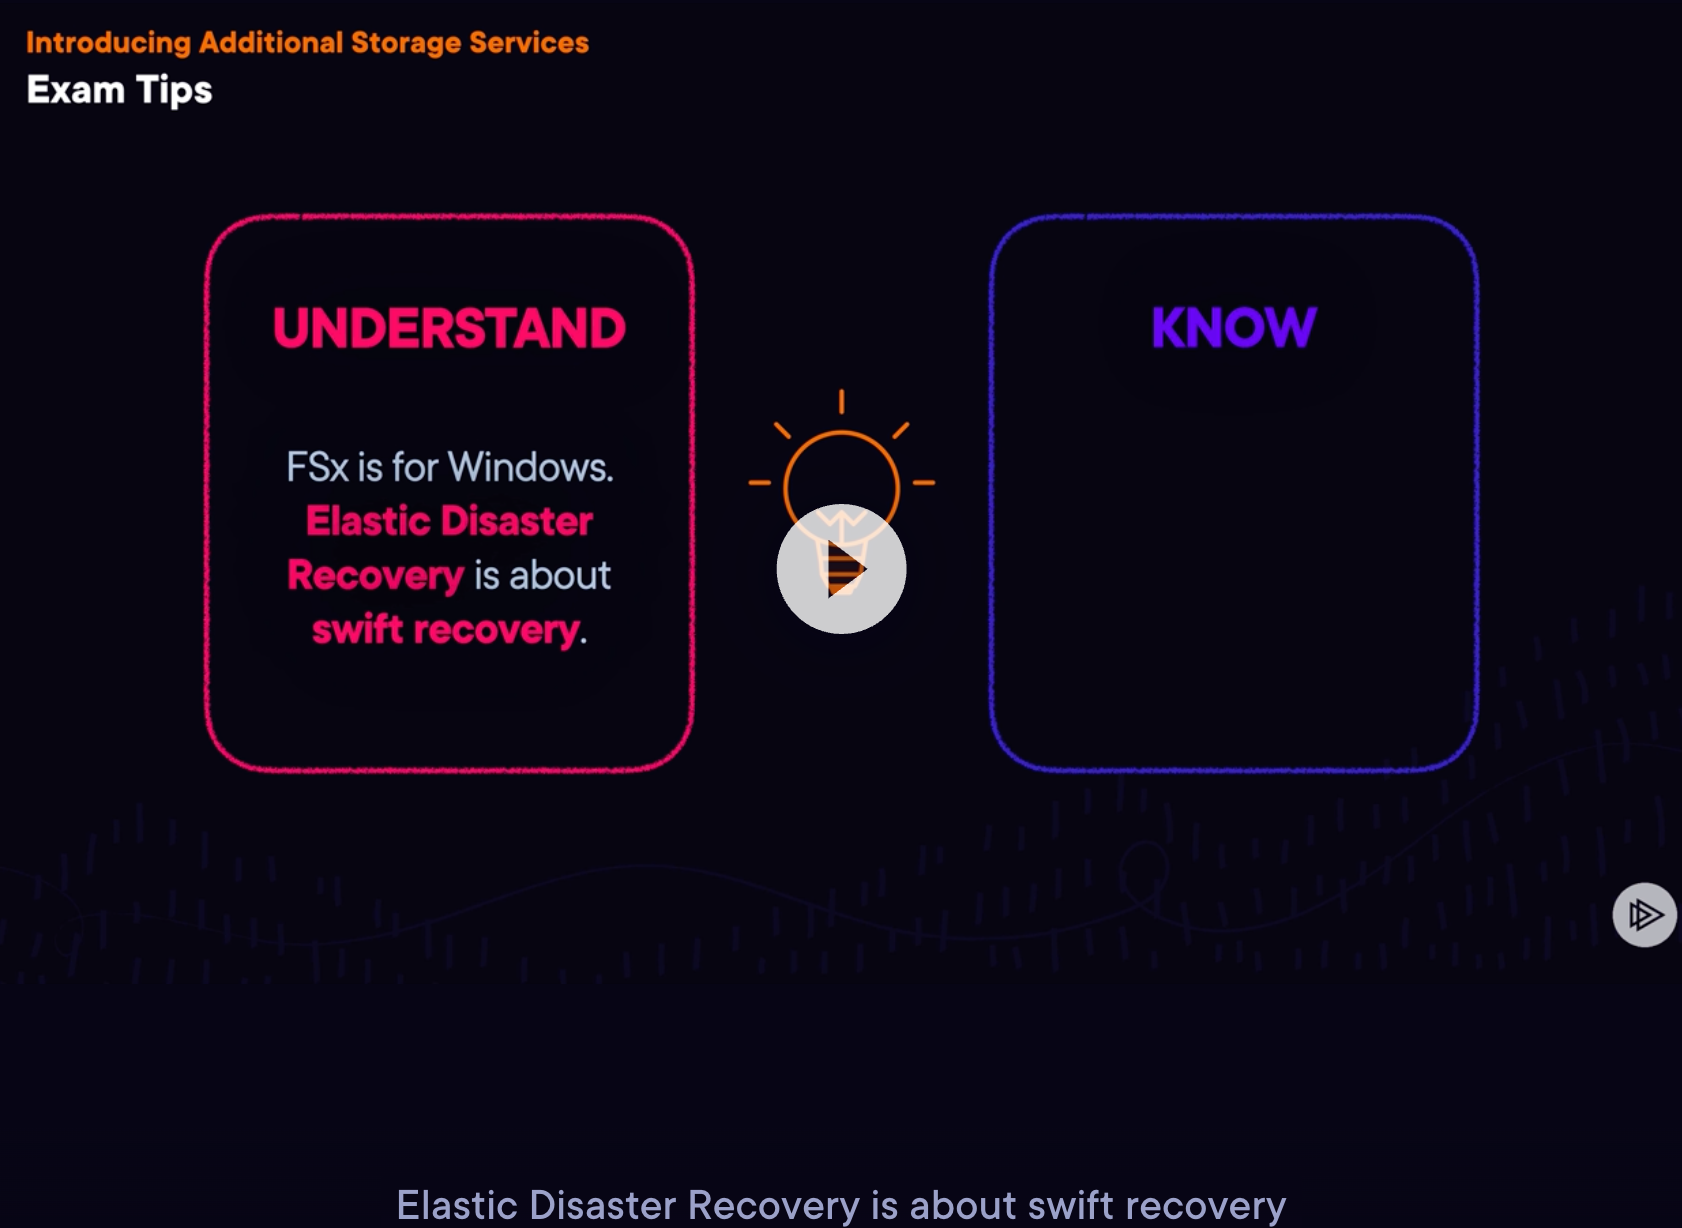 Introducing Additional Storage Services
Exam Tips
UNDERSTAND
FSx is for Windows.
Elastic Disaster
Recovery is about
swift recovery.
KNOW
Elastic Disaster Recovery is about swift recovery